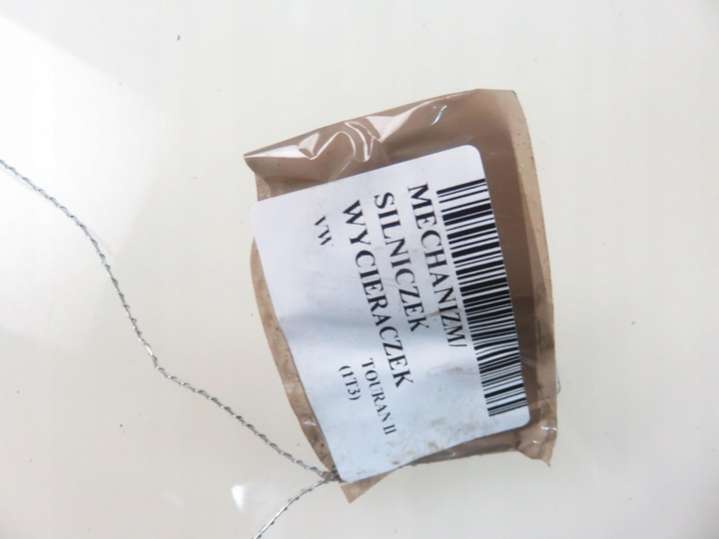 MECHANIZM/
SILNICZEK
WYCIERACZEK
VW TOURAN II
(1T3)